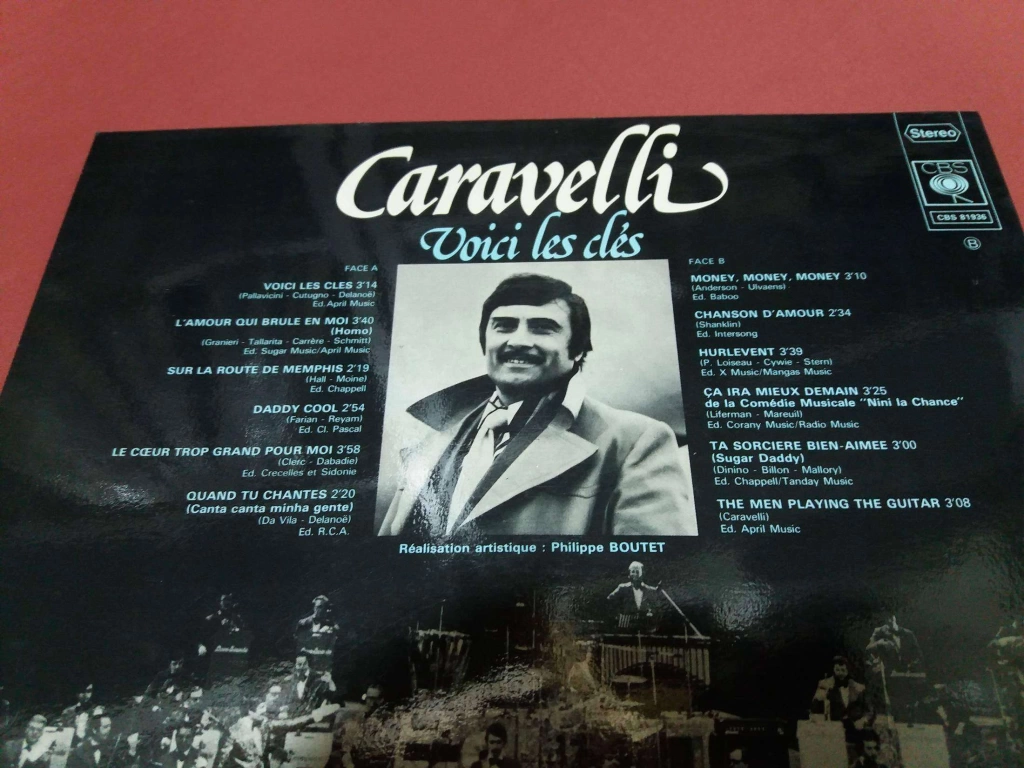 Stereo
CBS
CBS 81936
B
Caravelli
Voici les clés
FACE A
VOICI LES CLES 3'14
(Pallavicini - Cutugno - Delanoë)
Ed. April Music
L'AMOUR QUI BRULE EN MOI 3'40
(Homo)
(Granieri - Tallarita - Carrère - Schmitt)
Ed. Sugar Music/April Music
SUR LA ROUTE DE MEMPHIS 2'19
(Hall - Moine)
Ed. Chappell
DADDY COOL 2'54
(Farian - Reyam)
Ed. Cl. Pascal
LE CŒUR TROP GRAND POUR MOI 3'58
(Clerc - Dabadie)
Ed. Crecelles et Sidonie
QUAND TU CHANTES 2'20
(Canta canta minha gente)
(Da Vila - Delanoë)
Ed. R.C.A.
FACE B
MONEY, MONEY, MONEY 3'10
(Anderson - Ulvaens)
Ed. Baboo
CHANSON D'AMOUR 2'34
(Shanklin)
Ed. Intersong
HURLEVENT 3'39
(P. Loiseau - Cywie - Stern)
Ed. X Music/Mangas Music
ÇA IRA MIEUX DEMAIN 3'25
de la Comédie Musicale "Nini la Chance"
(Liferman - Mareuil)
Ed. Corany Music/Radio Music
TA SORCIERE BIEN-AIMEE 3'00
(Sugar Daddy)
(Dinino - Billon - Mallory)
Ed. Chappell/Tanday Music
THE MEN PLAYING THE GUITAR 3'08
(Caravelli)
Ed. April Music
Réalisation artistique : Philippe BOUTET